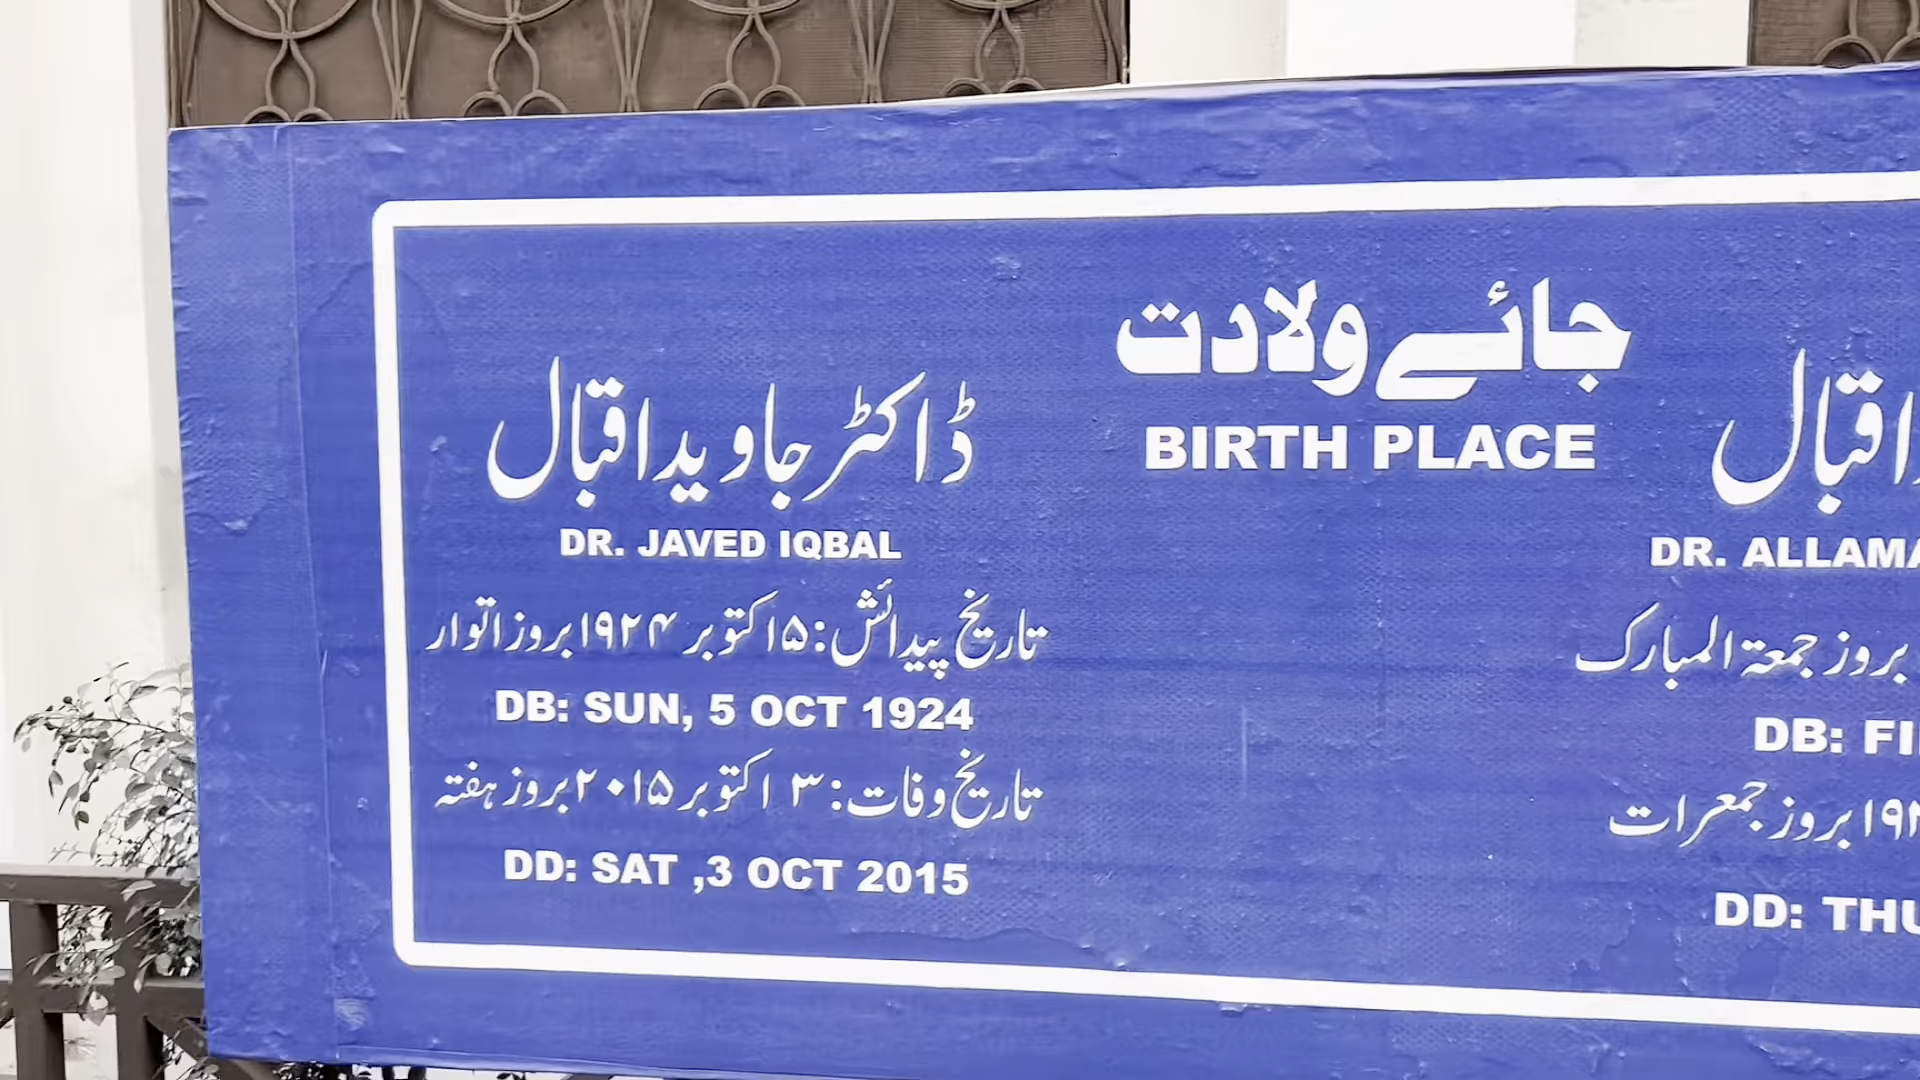 جائے ولادت
BIRTH PLACE
ڈاکٹر جاوید اقبال
DR. JAVED IQBAL
تاریخ پیدائش: ۵ اکتوبر ۱۹۲۴ بروز اتوار
DB: SUN, 5 OCT 1924
تاریخ وفات: ۳ اکتوبر ۲۰۱۵ بروز ہفتہ
DD: SAT ,3 OCT 2015
اقبال
DR. ALLAMA
بروز جمعۃ المبارک
DB:
بروز جمعرات
DD: